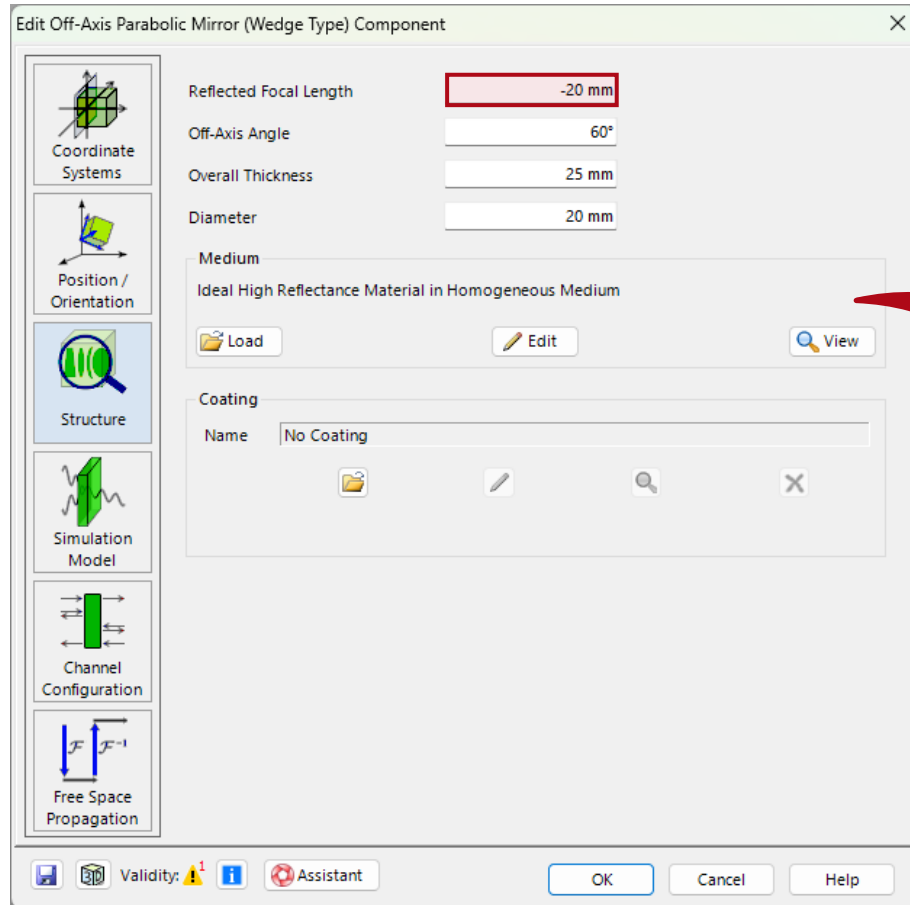 Edit Off-Axis Parabolic Mirror (Wedge Type) Component
Coordinate
Systems
Position /
Orientation
Structure
Simulation
Model
Channel
Configuration
ℱ ℱ⁻¹
Free Space
Propagation
Reflected Focal Length -20 mm
Off-Axis Angle 60°
Overall Thickness 25 mm
Diameter 20 mm
Medium
Ideal High Reflectance Material in Homogeneous Medium
Load Edit View
Coating
Name No Coating
3D Validity: 1 i Assistant OK Cancel Help